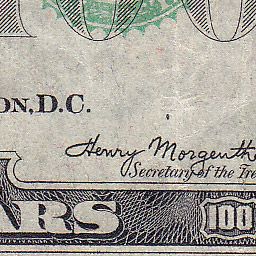 ON, D.C.
Henry Morgenth
Secretary of the Tre
ARS 100